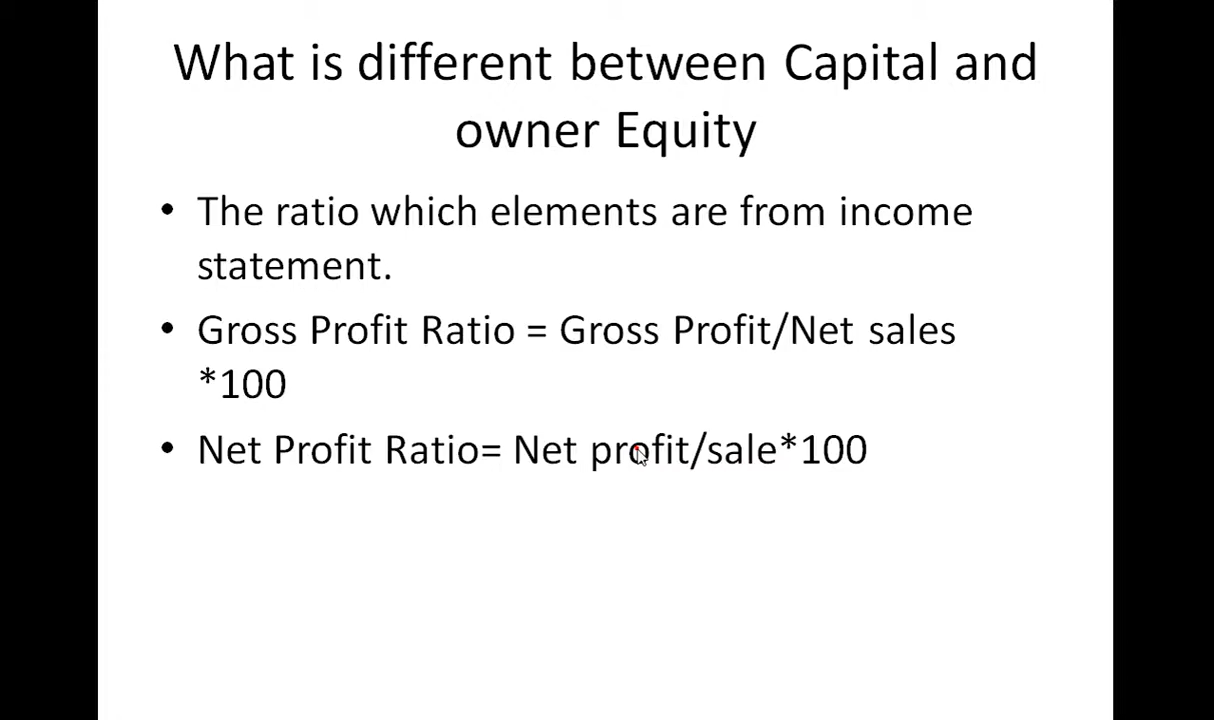 What is different between Capital and
owner Equity
• The ratio which elements are from income
statement.
• Gross Profit Ratio = Gross Profit/Net sales
*100
• Net Profit Ratio= Net profit/sale*100